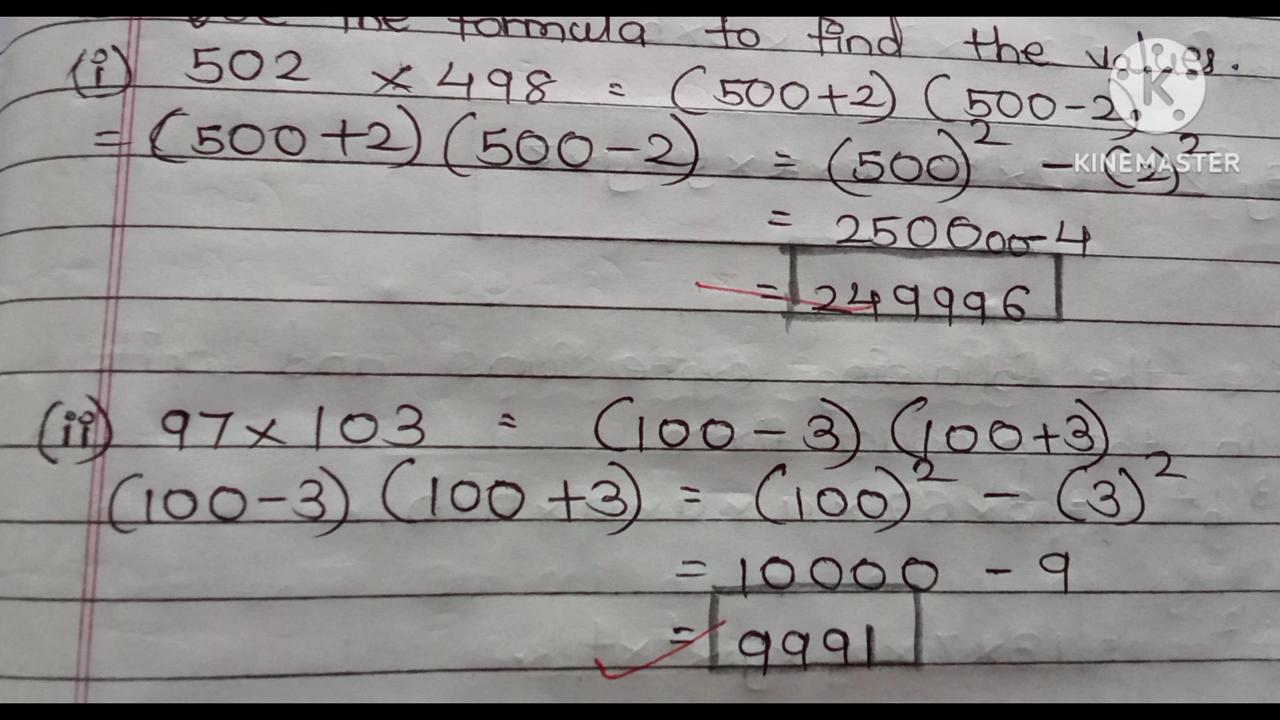 the formula to find the values.
(i) 502 × 498 = (500+2) (500-2)
= (500+2) (500-2) = (500)² - (2)²
= 250000-4
= 249996
(ii) 97 × 103 = (100-3) (100+3)
(100-3) (100+3) = (100)² - (3)²
= 10000 - 9
= 9991
K
KINEMASTER